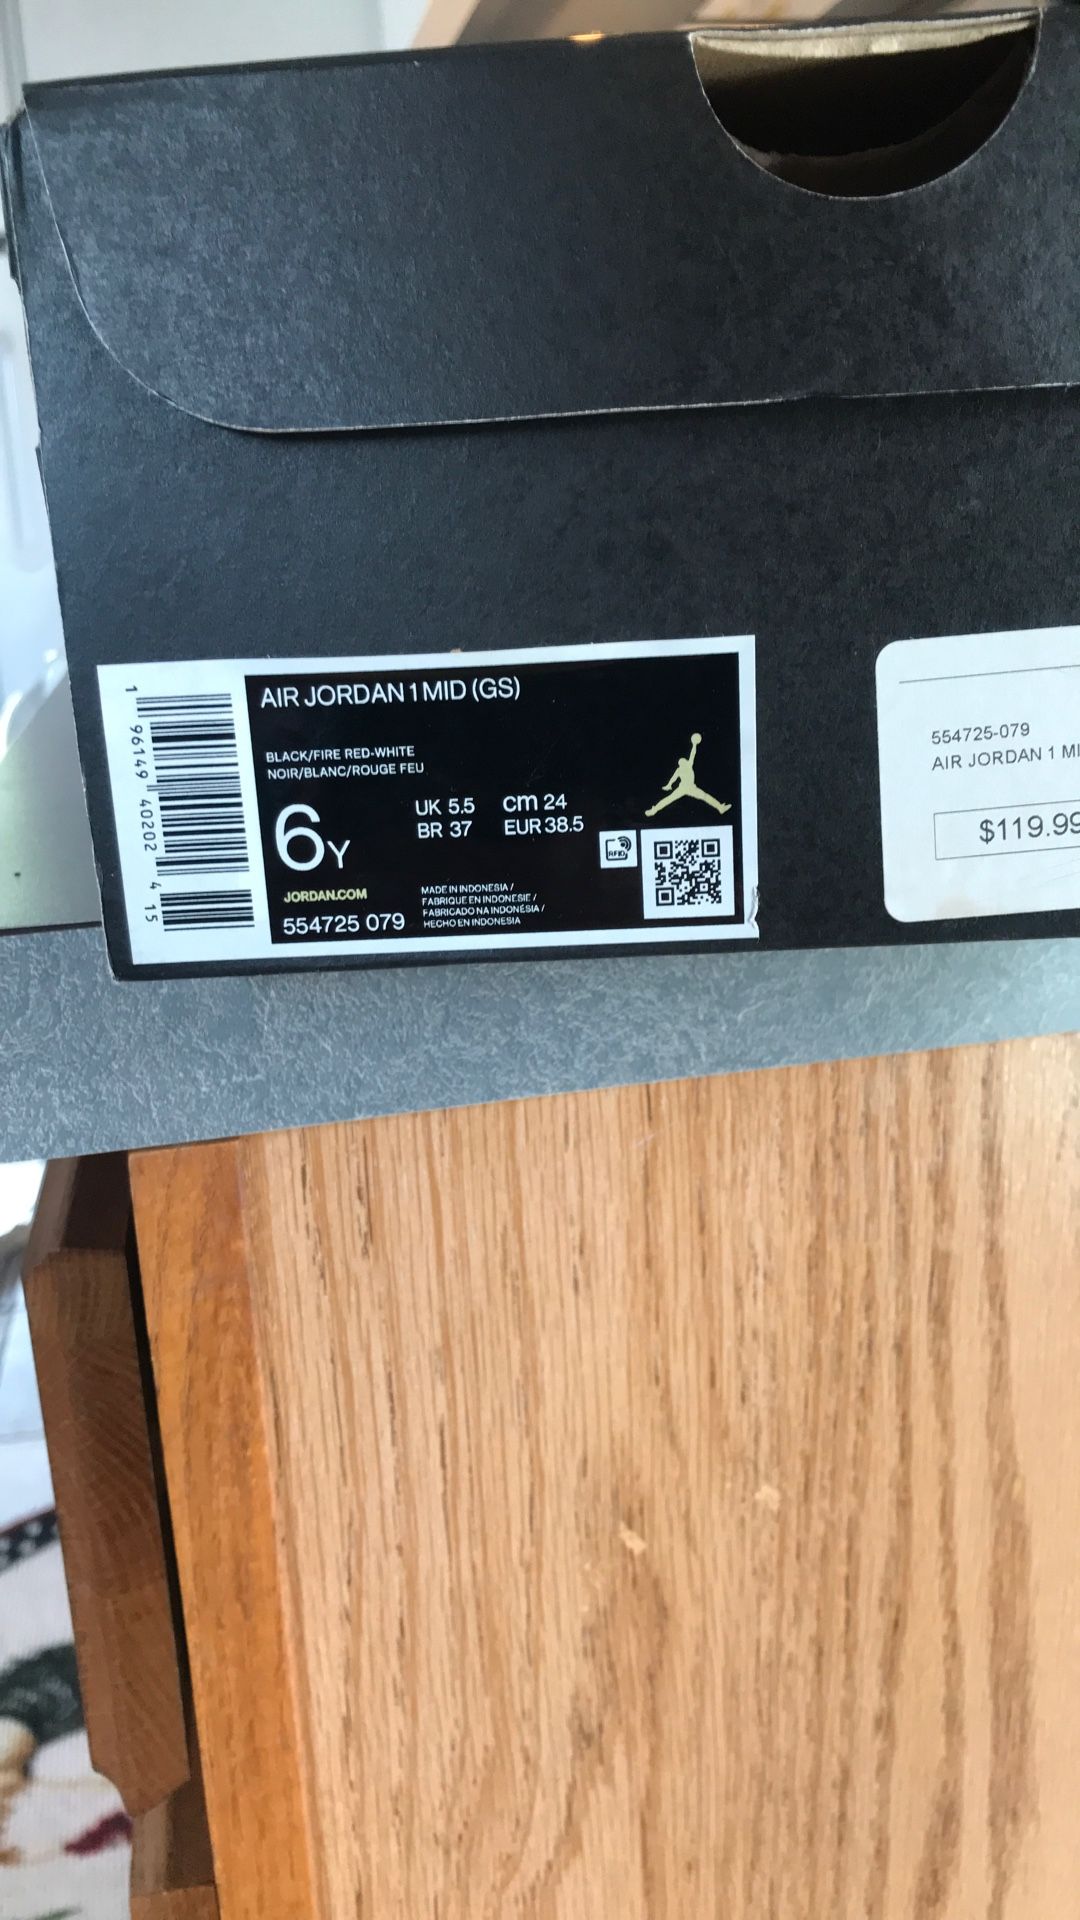 AIR JORDAN 1 MID (GS)
BLACK/FIRE RED-WHITE
NOIR/BLANC/ROUGE FEU
6Y
UK 5.5 cm 24
BR 37 EUR 38.5
RFID
JORDAN.COM
554725 079
MADE IN INDONESIA /
FABRIQUE EN INDONESIE /
FABRICADO NA INDONÉSIA /
HECHO EN INDONESIA
1 96149 40202 4 15
554725-079
AIR JORDAN 1 MI
$119.99